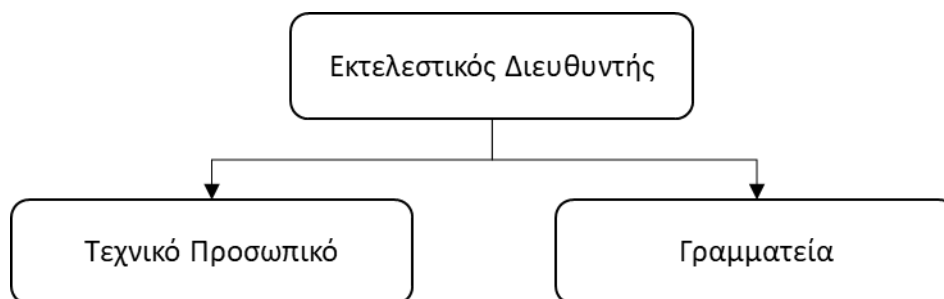 Εκτελεστικός Διευθυντής
Τεχνικό Προσωπικό
Γραμματεία